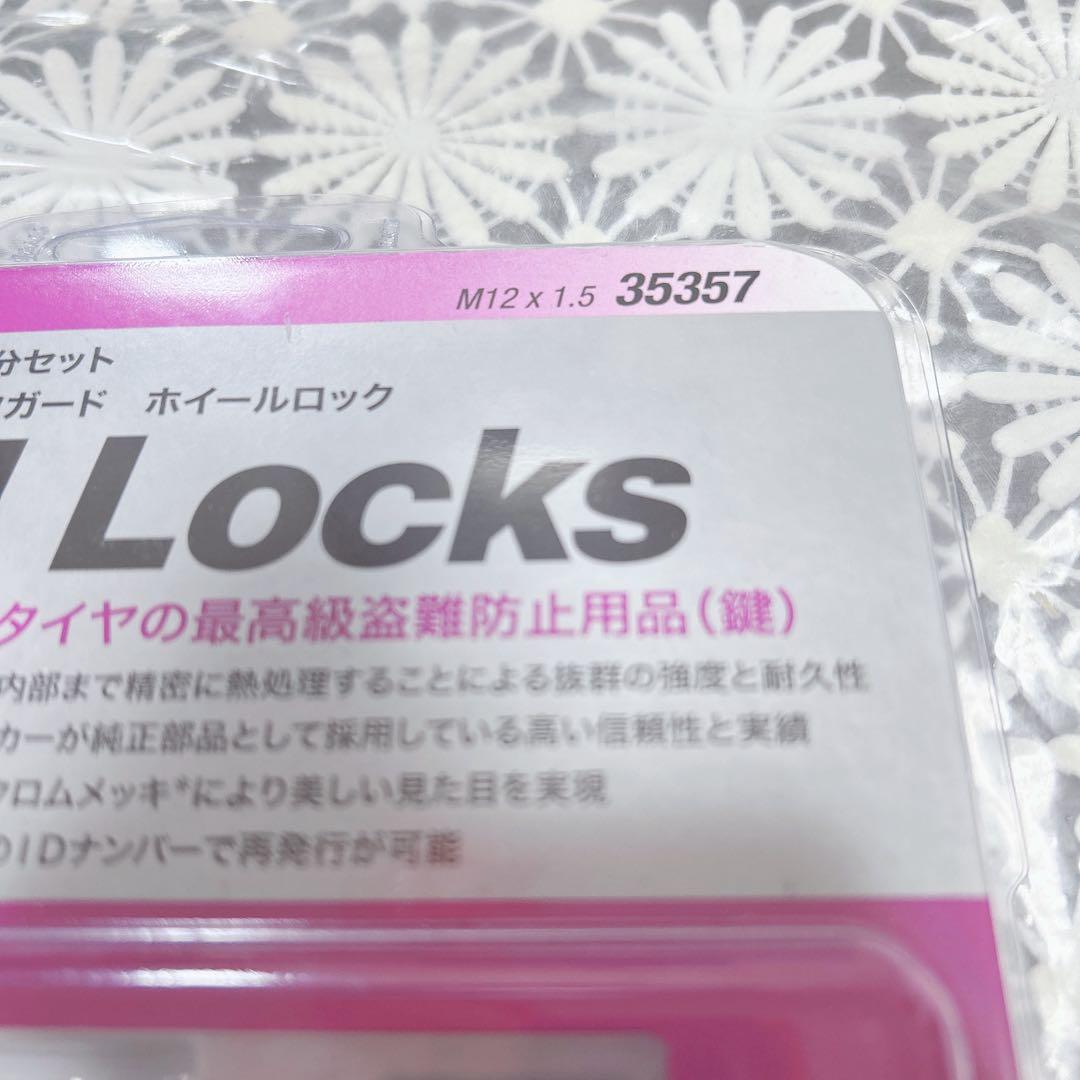 M12 x 1.5 35357
分セット
ガード ホイールロック
Locks
タイヤの最高級盗難防止用品(鍵)
内部まで精密に熱処理することによる抜群の強度と耐久性
カーが純正部品として採用している高い信頼性と実績
クロムメッキ*により美しい見た目を実現
のIDナンバーで再発行が可能